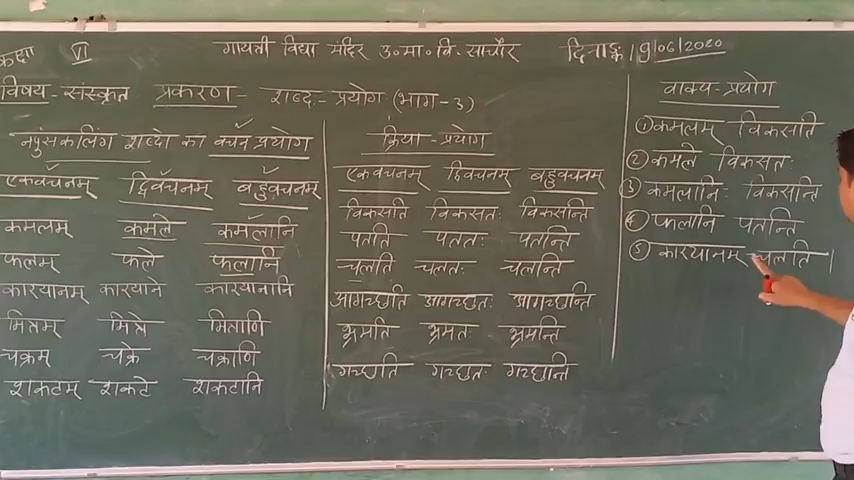 कक्षा VI गायत्री विद्या मंदिर उ॰मा॰वि॰ सांचौर दिनाङ्क 19/06/2020
विषय - संस्कृत प्रकरण - शब्द - प्रयोग (भाग - 3)
नपुंसकलिंग शब्दो का वचन प्रयोग
एकवचनम् द्विवचनम् बहुवचनम्
कमलम् कमले कमलानि
फलम् फले फलानि
कारयानम् कारयाने कारयानानि
मित्रम् मित्रे मित्राणि
चक्रम् चक्रे चक्राणि
शकटम् शकटे शकटानि
क्रिया - प्रयोग
एकवचनम् द्विवचनम् बहुवचनम्
विकसति विकसतः विकसन्ति
पतति पततः पतन्ति
चलति चलतः चलन्ति
आगच्छति आगच्छतः आगच्छन्ति
भ्रमति भ्रमतः भ्रमन्ति
गच्छति गच्छतः गच्छन्ति
वाक्य - प्रयोग
① कमलम् विकसति
② कमले विकसतः
③ कमलानि विकसन्ति
④ फलानि पतन्ति
⑤ कारयानम् चलति ।